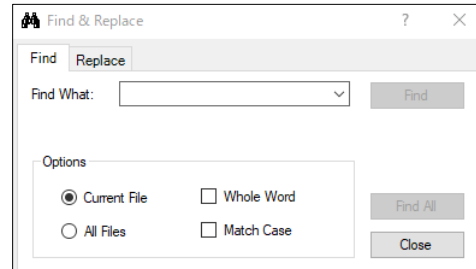 Find & Replace ?
Find Replace
Find What: Find
Options
Current File Whole Word
All Files Match Case
Find All
Close